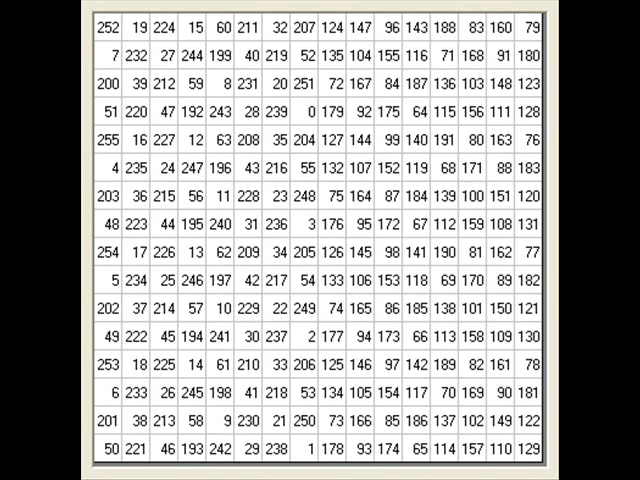 252 19 224 15 60 211 32 207 124 147 96 143 188 83 160 79
7 232 27 244 199 40 219 52 135 104 155 116 71 168 91 180
200 39 212 59 8 231 20 251 72 167 84 187 136 103 148 123
51 220 47 192 243 28 239 0 179 92 175 64 115 156 111 128
255 16 227 12 63 208 35 204 127 144 99 140 191 80 163 76
4 235 24 247 196 43 216 55 132 107 152 119 68 171 88 183
203 36 215 56 11 228 23 248 75 164 87 184 139 100 151 120
48 223 44 195 240 31 236 3 176 95 172 67 112 159 108 131
254 17 226 13 62 209 34 205 126 145 98 141 190 81 162 77
5 234 25 246 197 42 217 54 133 106 153 118 69 170 89 182
202 37 214 57 10 229 22 249 74 165 86 185 138 101 150 121
49 222 45 194 241 30 237 2 177 94 173 66 113 158 109 130
253 18 225 14 61 210 33 206 125 146 97 142 189 82 161 78
6 233 26 245 198 41 218 53 134 105 154 117 70 169 90 181
201 38 213 58 9 230 21 250 73 166 85 186 137 102 149 122
50 221 46 193 242 29 238 1 178 93 174 65 114 157 110 129